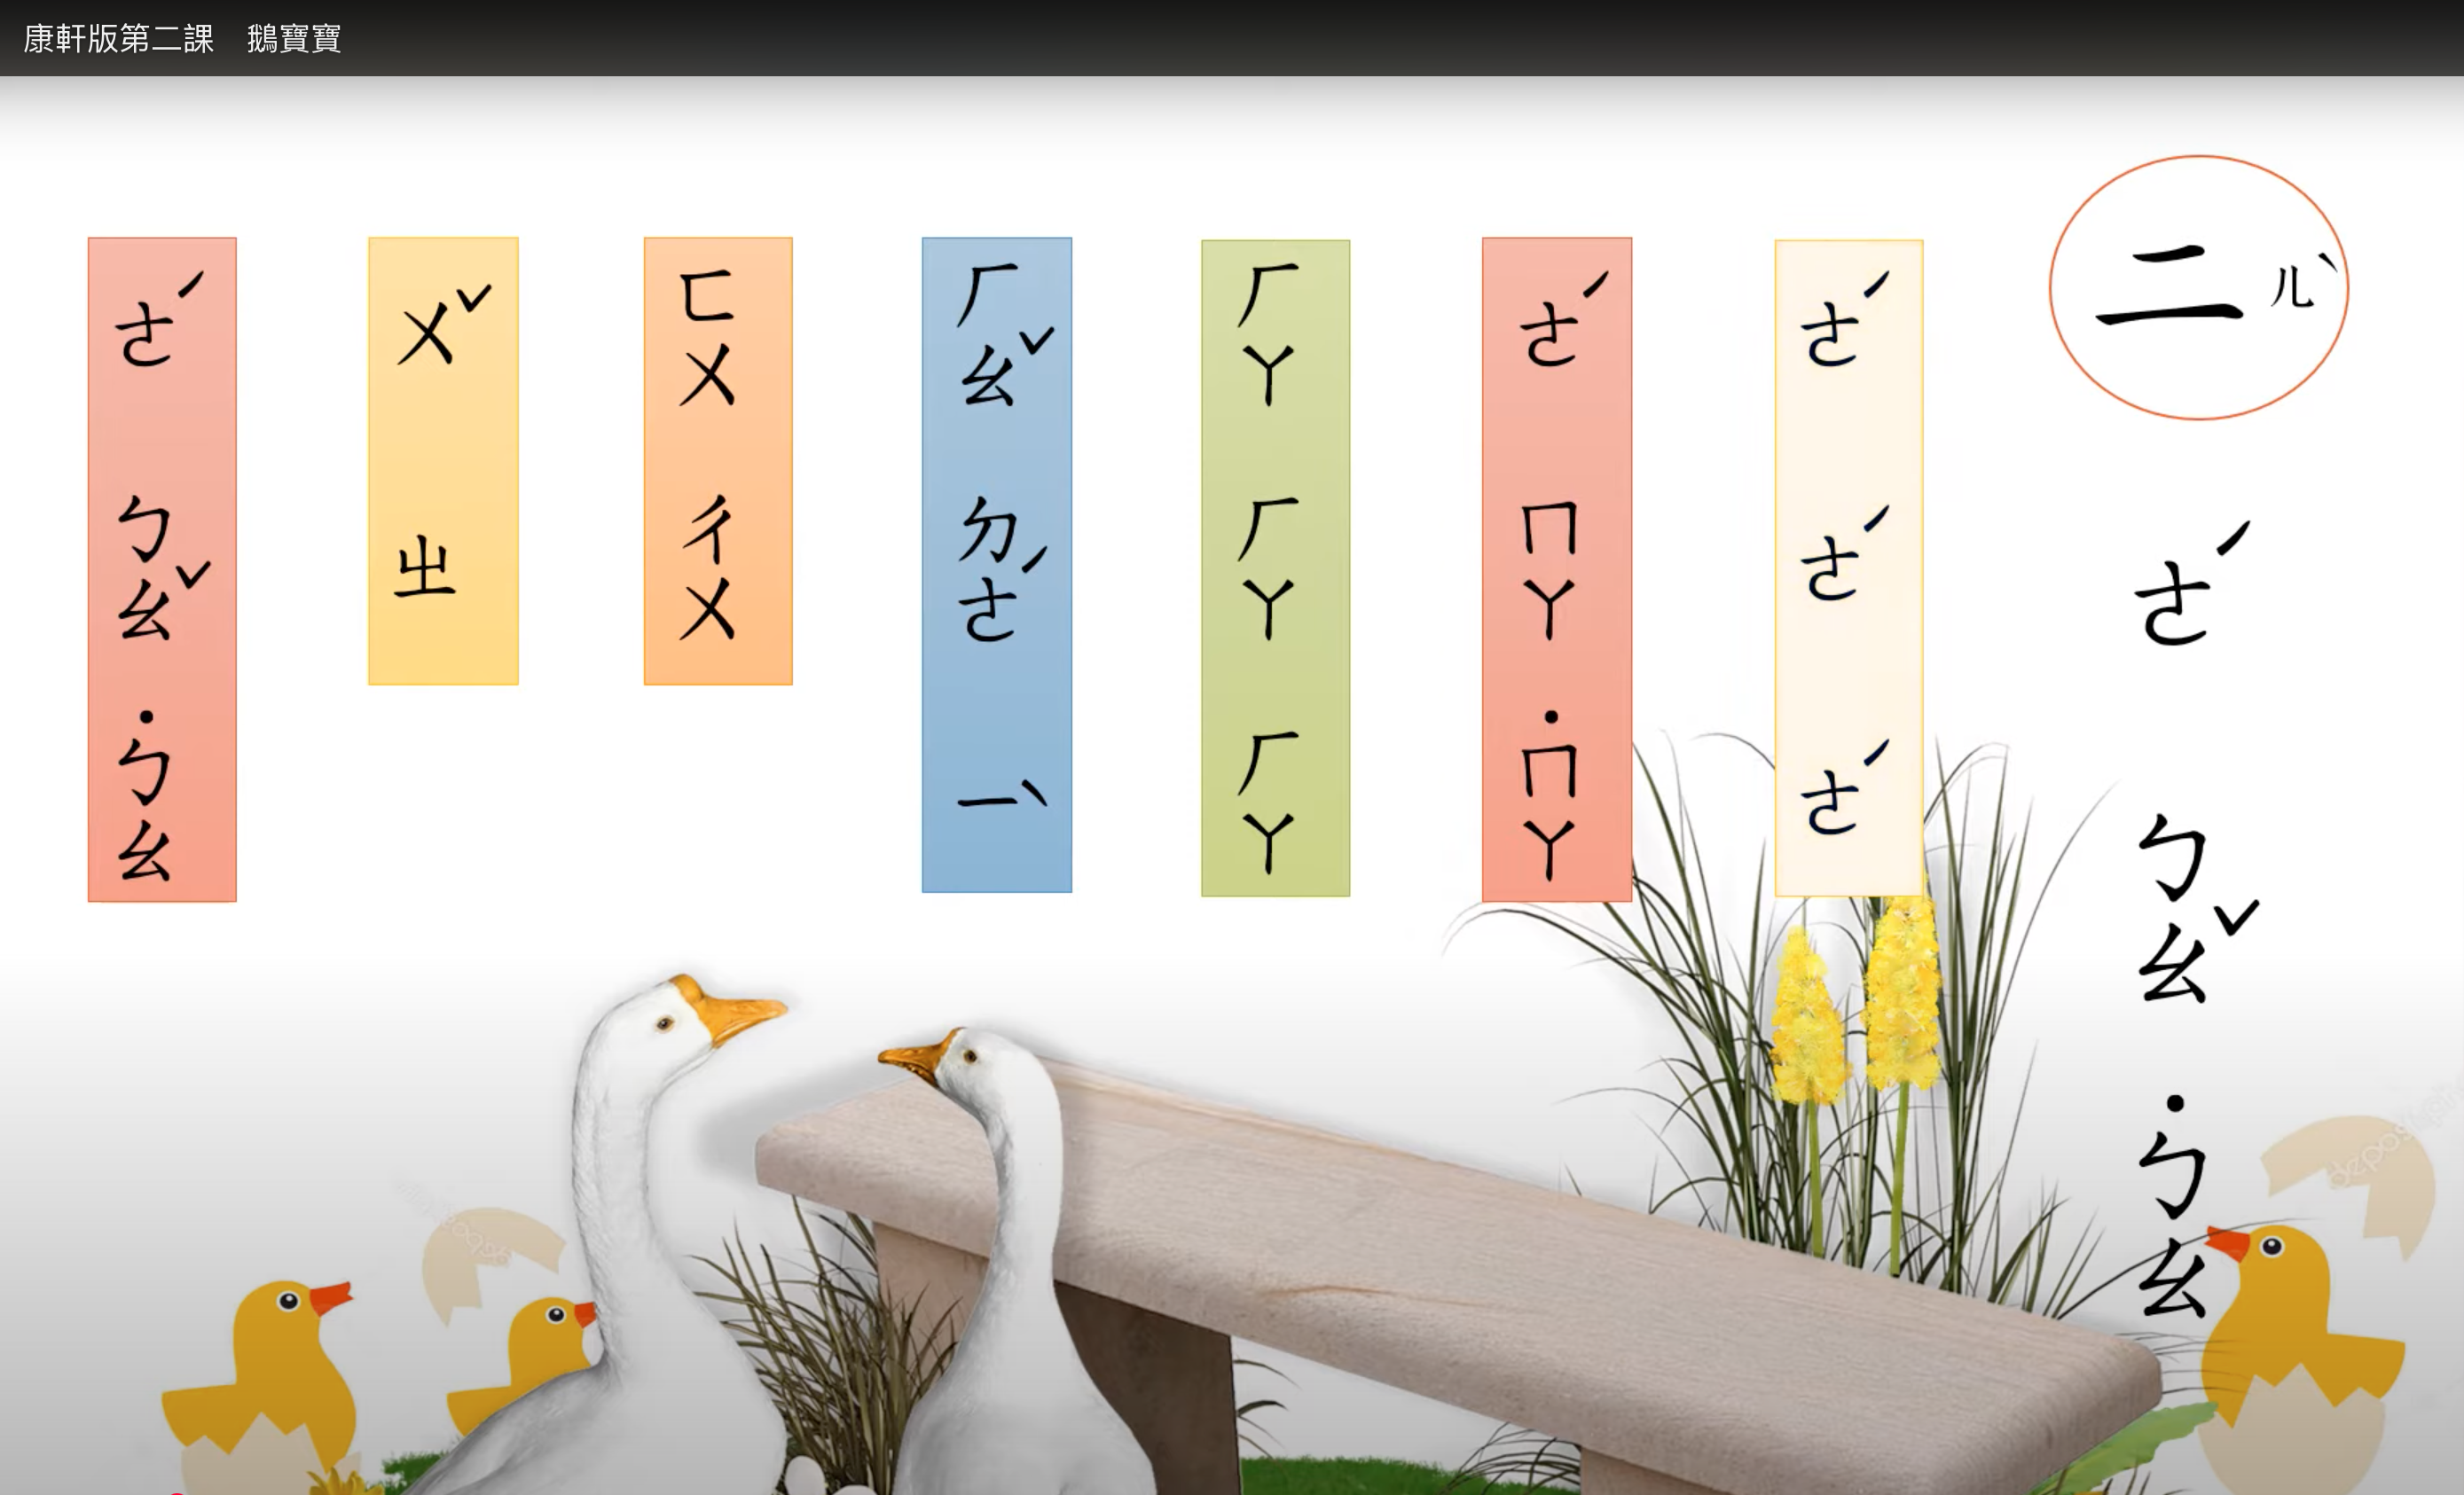 康軒版第二課　鵝寶寶
二 ㄦˋ
ㄜˊ ㄅㄠˇ ˙ㄅㄠ
ㄜˊ ㄜˊ ㄜˊ
ㄜˊ ㄇㄚ ˙ㄇㄚ
ㄏㄚ ㄏㄚ ㄏㄚ
ㄏㄠˇ ㄉㄜˊ ㄧˋ
ㄈㄨ ㄔㄨ
ㄨˇ ㄓ
ㄜˊ ㄅㄠˇ ˙ㄅㄠ